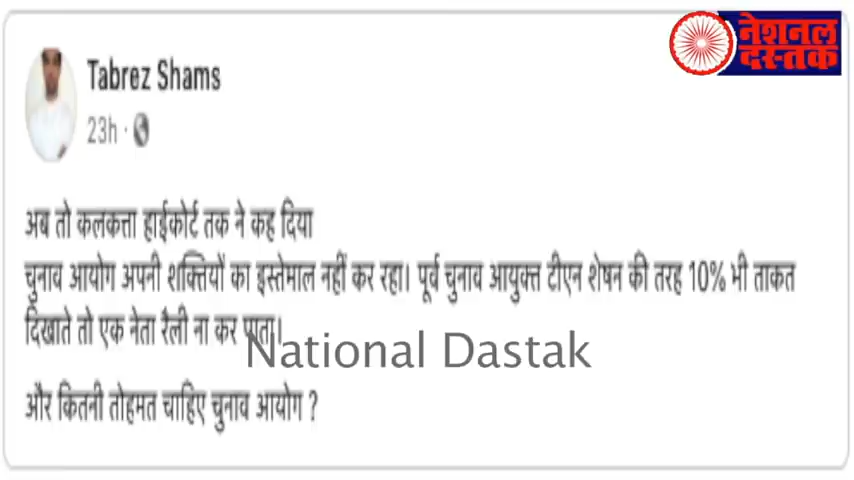 नेशनल
दस्तक
Tabrez Shams
23h ·
अब तो कलकत्ता हाईकोर्ट तक ने कह दिया
चुनाव आयोग अपनी शक्तियों का इस्तेमाल नहीं कर रहा। पूर्व चुनाव आयुक्त टीएन शेषन की तरह 10% भी ताकत
दिखाते तो एक नेता रैली ना कर पाता।
National Dastak
और कितनी तोहमत चाहिए चुनाव आयोग ?